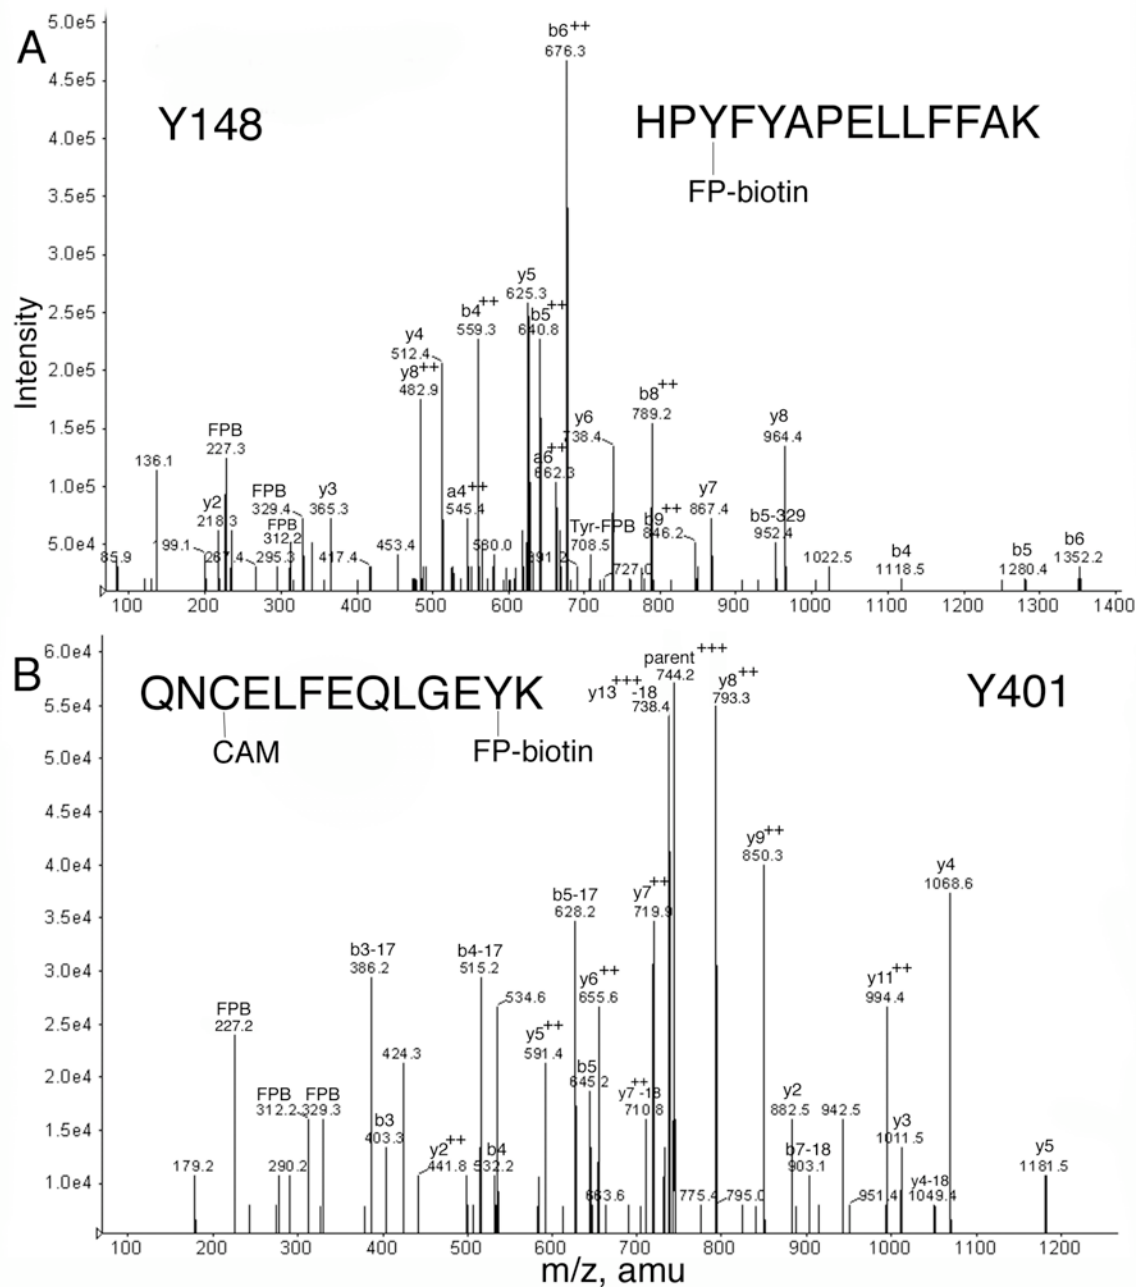 A
5.0e5
4.5e5
4.0e5
3.5e5
3.0e5
2.5e5
2.0e5
1.5e5
1.0e5
5.0e4
Intensity
Y148
HPYFYAPELLFFAK
FP-biotin
b6++
676.3
y5
625.3
b4++
559.3
b5++
640.8
y4
512.4
y8++
482.9
b8++
789.2
y6
738.4
y8
964.4
FPB
227.3
136.1
a6++
662.3
y2
218.3
FPB
329.4
y3
365.3
a4++
545.4
FPB
312.2
Tyr-FPB
708.5
b9++
846.2
y7
867.4
b5-329
952.4
85.9
199.1
267.4
295.3
417.4
453.4
580.0
691.2
727.0
1022.5
b4
1118.5
b5
1280.4
b6
1352.2
100 200 300 400 500 600 700 800 900 1000 1100 1200 1300 1400
B
6.0e4
5.5e4
5.0e4
4.5e4
4.0e4
3.5e4
3.0e4
2.5e4
2.0e4
1.5e4
1.0e4
QNCELFEQLGEYK
CAM
FP-biotin
Y401
parent+++
744.2
y13+++-18
738.4
y8++
793.3
y9++
850.3
y4
1068.6
b5-17
628.2
y7++
719.9
b3-17
386.2
b4-17
515.2
534.6
y6++
655.6
y11++
994.4
FPB
227.2
424.3
y5++
591.4
b5
645.2
FPB
312.2
FPB
329.3
y7++-18
710.8
b3
403.3
y2
882.5
942.5
y3
1011.5
179.2
290.2
y2++
441.8
b4
532.2
b7-18
903.1
y5
1181.5
663.6
775.4
795.0
951.4
y4-18
1049.4
100 200 300 400 500 600 700 800 900 1000 1100 1200
m/z, amu